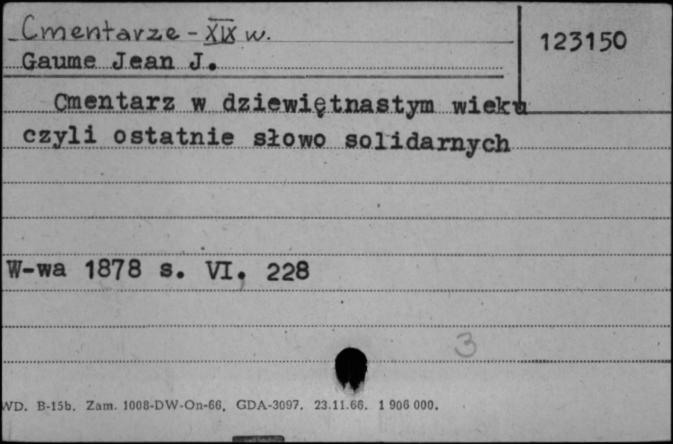 Cmentarze - XIX w.
123150
Gaume Jean J.
Cmentarz w dziewiętnastym wieku
czyli ostatnie słowo solidarnych
W-wa 1878 s. VI, 228
3
WD. B-15b. Zam. 1008-DW-On-66. GDA-3097. 23.11.66. 1 906 000.